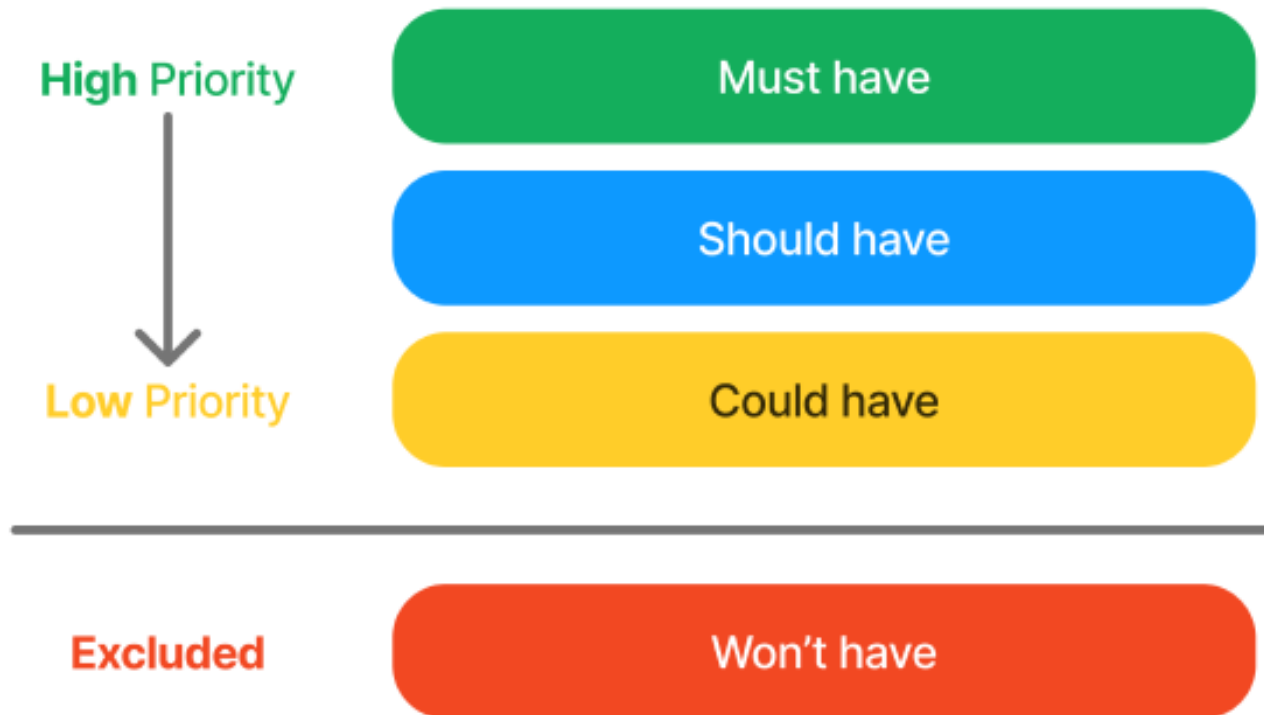 High Priority
Must have
Should have
Low Priority
Could have
Excluded
Won’t have